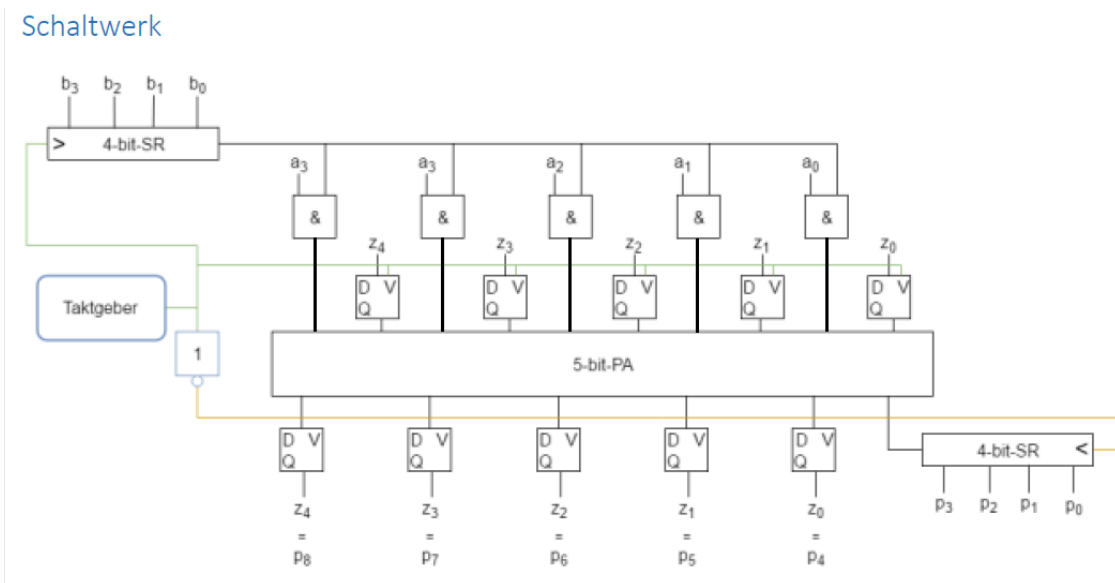 Schaltwerk
b₃ b₂ b₁ b₀
> 4-bit-SR
a₃ a₃ a₂ a₁ a₀
& & & & &
z₄ z₃ z₂ z₁ z₀
D V D V D V D V D V
Q Q Q Q Q
Taktgeber
1
5-bit-PA
D V D V D V D V D V
Q Q Q Q Q
4-bit-SR <
z₄ z₃ z₂ z₁ z₀
p₃ p₂ p₁ p₀
= = = = =
p₈ p₇ p₆ p₅ p₄